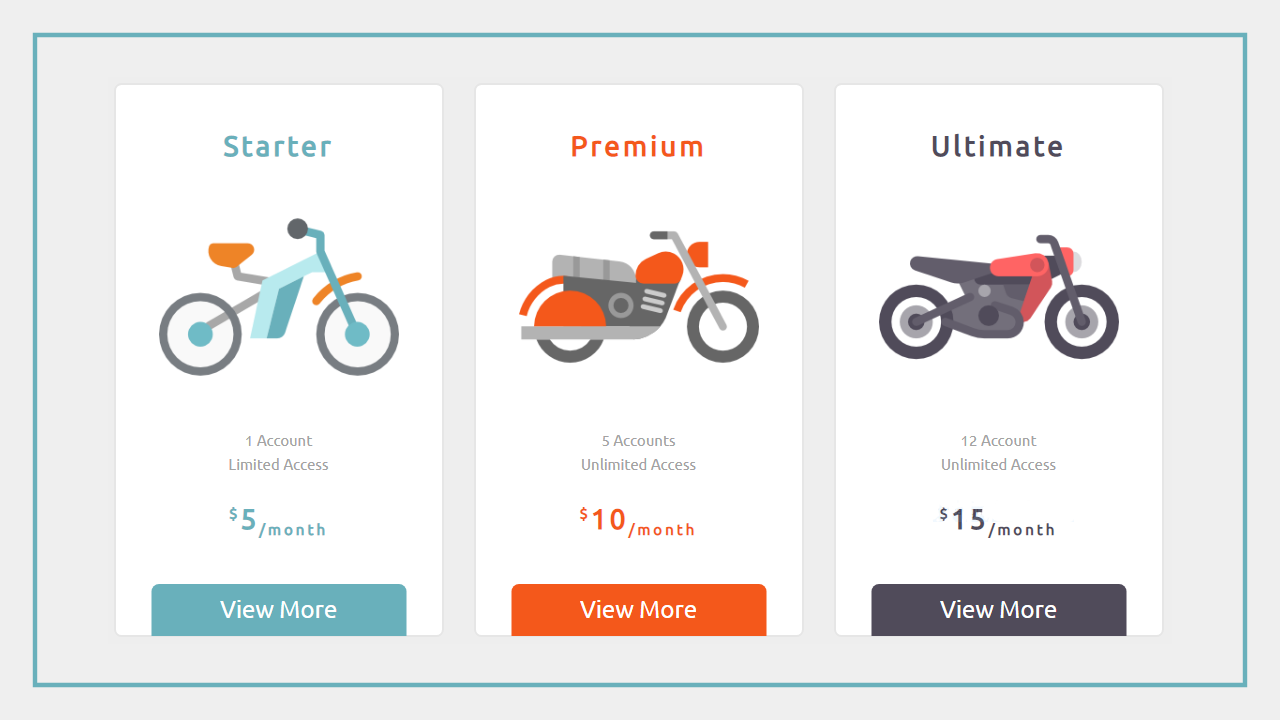 Starter
1 Account
Limited Access
$5/month
View More
Premium
5 Accounts
Unlimited Access
$10/month
View More
Ultimate
12 Account
Unlimited Access
$15/month
View More